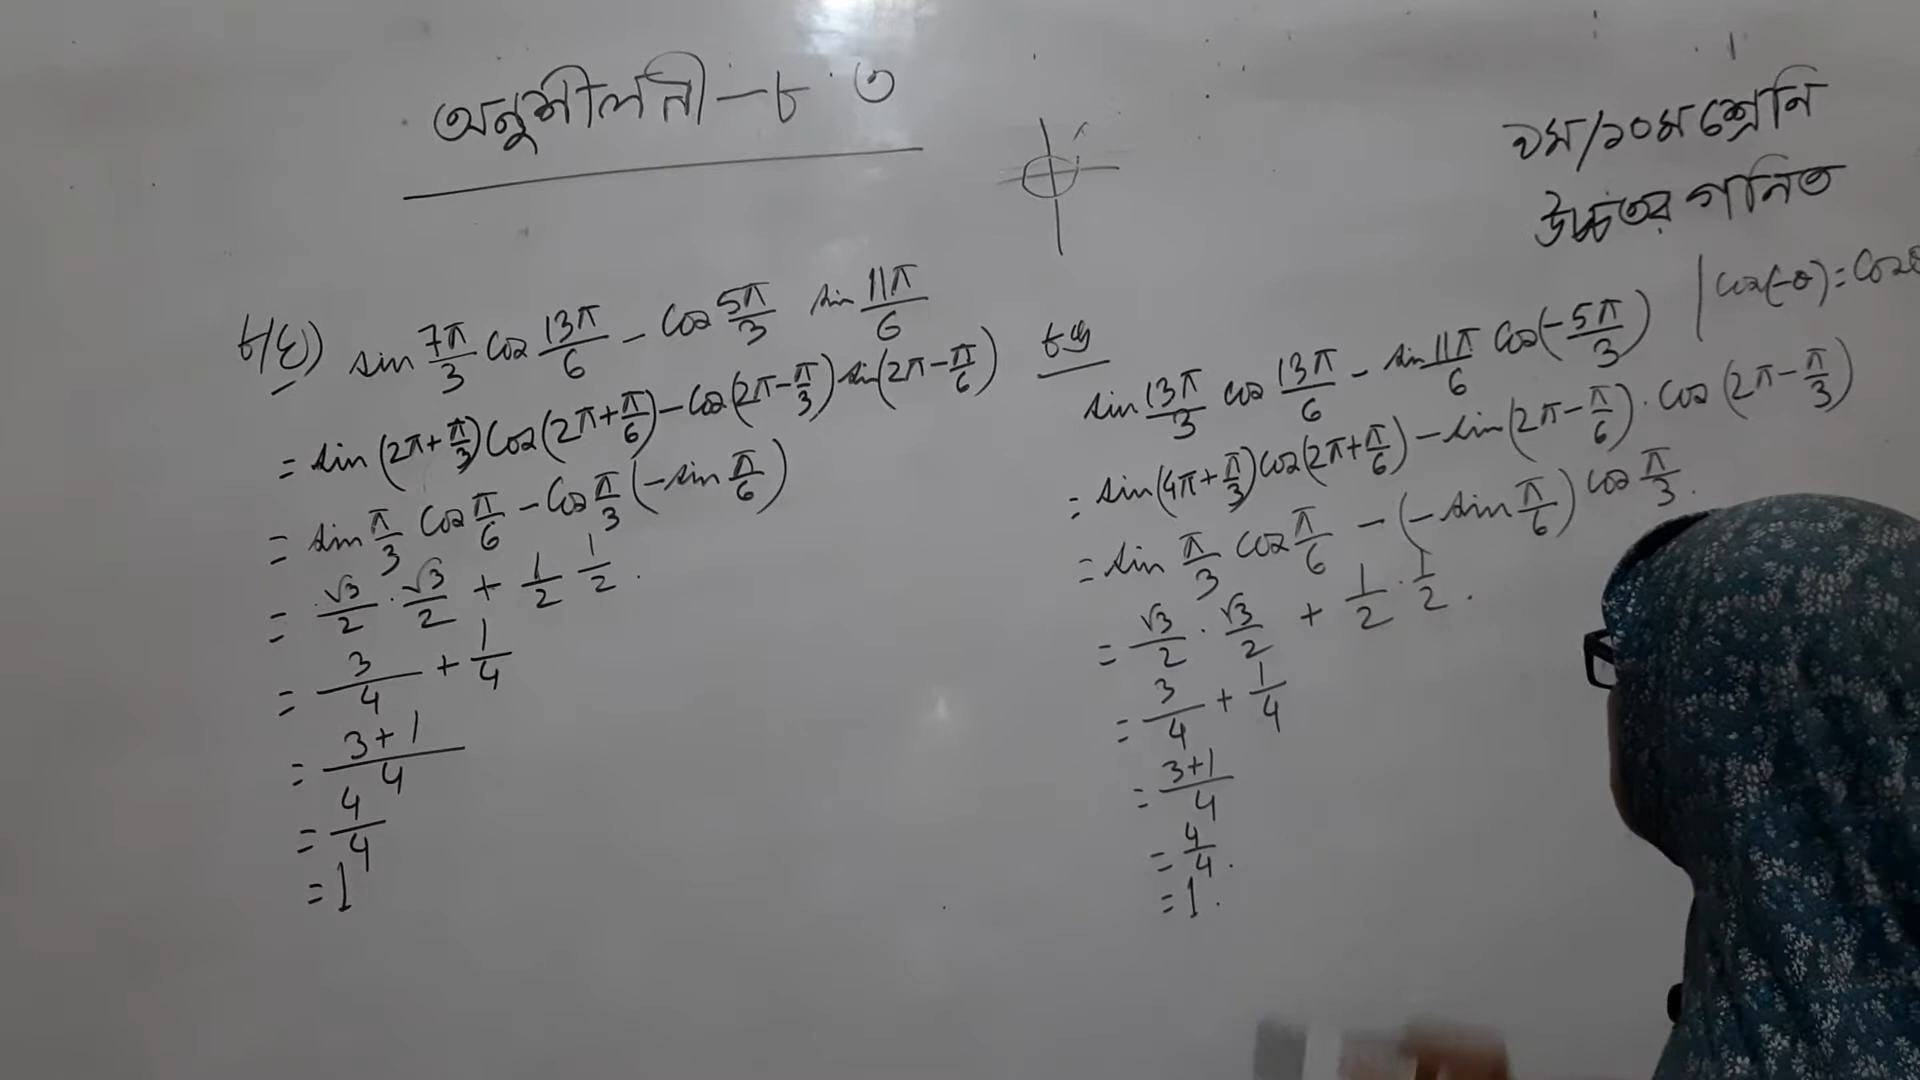 অনুশীলনী-৮ ৩
৯ম/১০ম শ্রেনি
উচ্চতর গনিত
sin 7π/3 cos 13π/6 - cos 5π/3 sin 11π/6
= sin (2π+π/3) cos (2π+π/6) - cos (2π-π/3) sin (2π-π/6)
= sin π/3 cos π/6 - cos π/3 (-sin π/6)
= √3/2 . √3/2 + 1/2 1/2 .
= 3/4 + 1/4
= 3+1/4
= 4/4
= 1
sin 13π/3 cos 13π/6 - sin 11π/6 cos (-5π/3) | cos(-θ) = cosθ
= sin (4π+π/3) cos (2π+π/6) - sin (2π-π/6) . cos (2π-π/3)
= sin π/3 cos π/6 - (-sin π/6) cos π/3 .
= √3/2 . √3/2 + 1/2 . 1/2 .
= 3/4 + 1/4
= 3+1/4
= 4/4 .
= 1 .